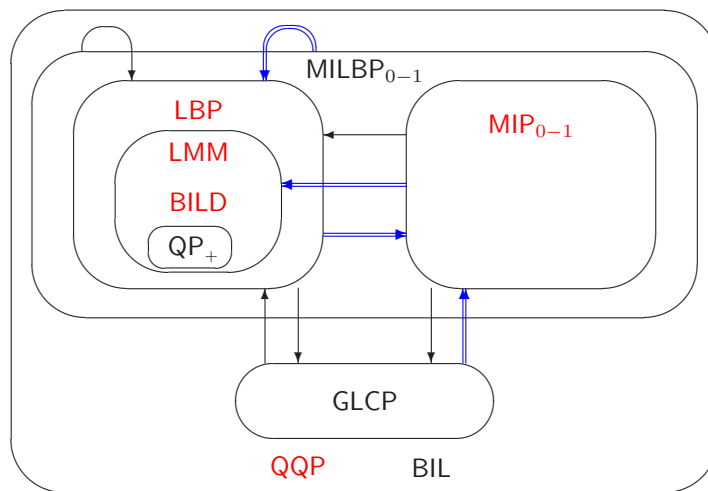 MILBP₀₋₁
LBP
MIP₀₋₁
LMM
BILD
QP₊
GLCP
QQP BIL